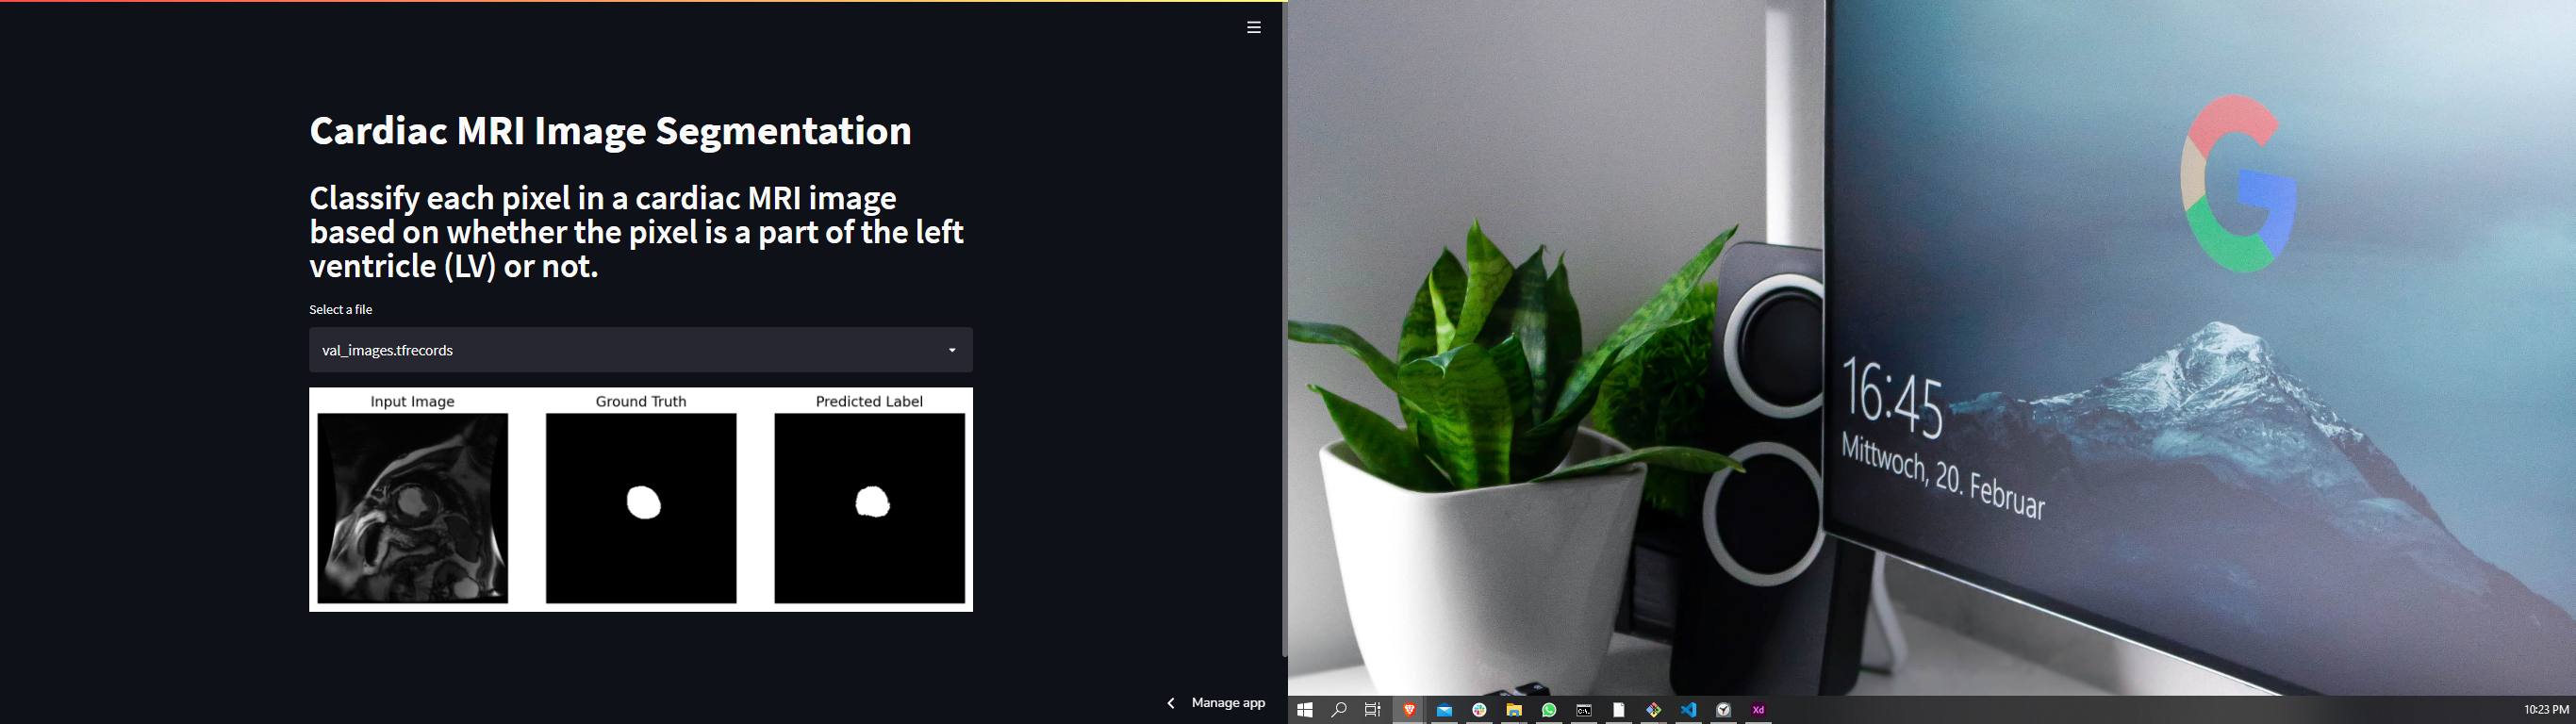 Cardiac MRI Image Segmentation
Classify each pixel in a cardiac MRI image
based on whether the pixel is a part of the left
ventricle (LV) or not.
Select a file
val_images.tfrecords
Input Image
Ground Truth
Predicted Label
Manage app
G
16:45
Mittwoch, 20. Februar
C:\
Xd
10:23 PM